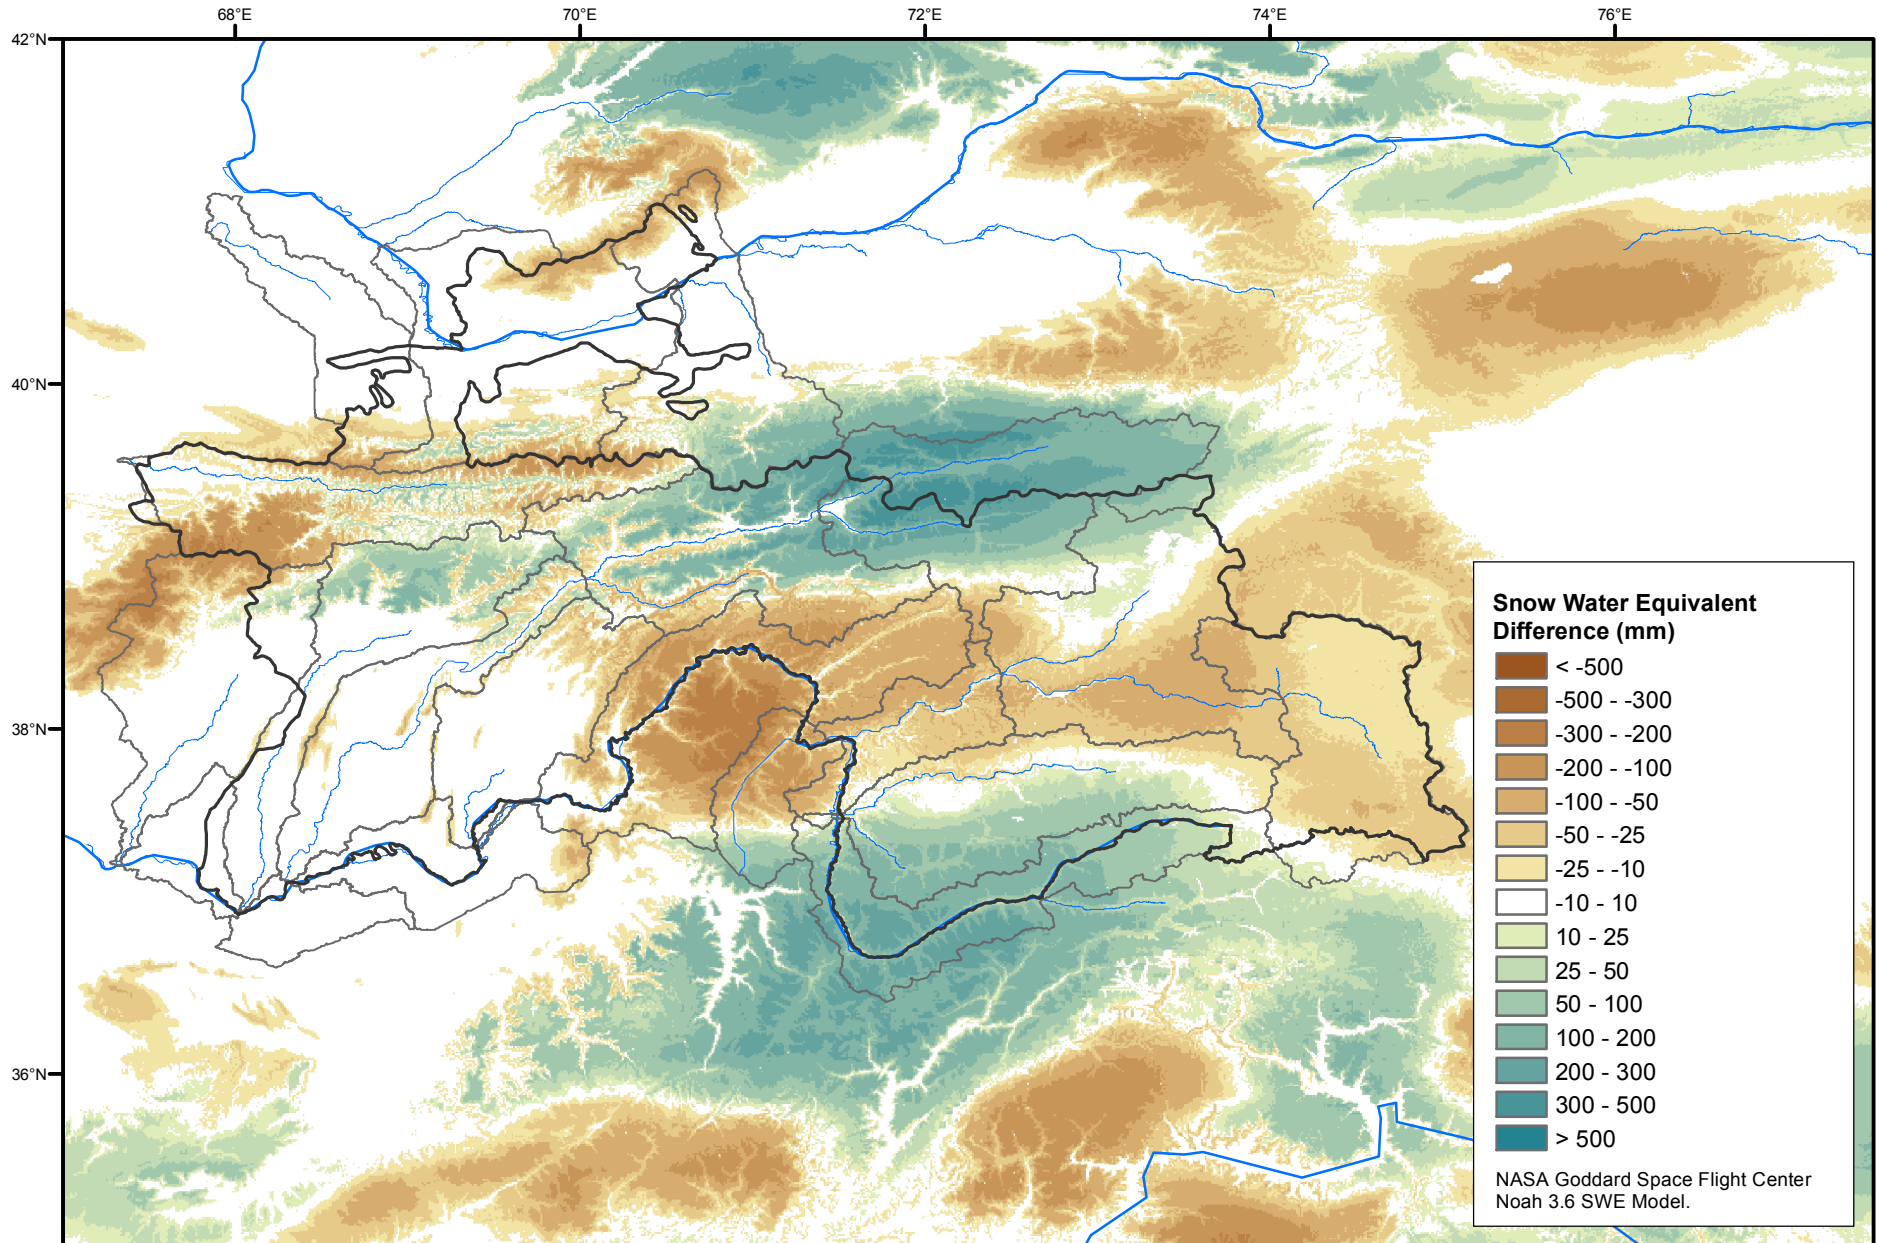 68°E
70°E
72°E
74°E
76°E
42°N
40°N
38°N
36°N
Snow Water Equivalent
Difference (mm)
< -500
-500 - -300
-300 - -200
-200 - -100
-100 - -50
-50 - -25
-25 - -10
-10 - 10
10 - 25
25 - 50
50 - 100
100 - 200
200 - 300
300 - 500
> 500
NASA Goddard Space Flight Center
Noah 3.6 SWE Model.